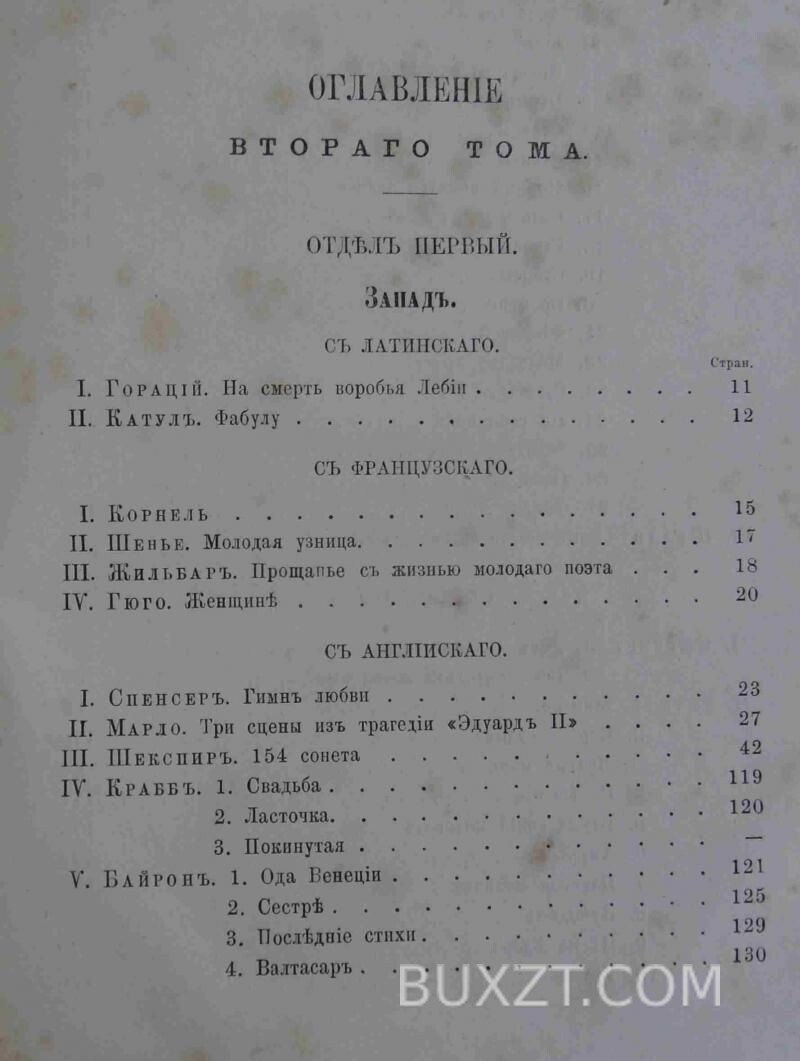 ОГЛАВЛЕНІЕ
ВТОРАГО ТОМА.
ОТДѢЛЪ ПЕРВЫЙ.
ЗАПАДЪ.
СЪ ЛАТИНСКАГО.
Стран.
I. Горацій. На смерть воробья Лебіи . . . . . . . . 11
II. Катулъ. Фабулу . . . . . . . . . . . . . . 12
СЪ ФРАНЦУЗСКАГО.
I. Корнель . . . . . . . . . . . . . . . . 15
II. Шенье. Молодая узница. . . . . . . . . . . . 17
III. Жильбаръ. Прощанье съ жизнью молодаго поэта . . . 18
IV. Гюго. Женщинѣ . . . . . . . . . . . . . . 20
СЪ АНГЛІЙСКАГО.
I. Спенсеръ. Гимнъ любви . . . . . . . . . . . 23
II. Марло. Три сцены изъ трагедіи «Эдуардъ II» . . . . 27
III. Шекспиръ. 154 сонета . . . . . . . . . . 42
IV. Краббъ. 1. Свадьба . . . . . . . . . . . . . 119
2. Ласточка. . . . . . . . . . . . . 120
3. Покинутая . . . . . . . . . . . . —
V. Байронъ. 1. Ода Венеціи . . . . . . . . . . . 121
2. Сестрѣ . . . . . . . . . . . . . 125
3. Послѣдніе стихи . . . . . . . . . . 129
4. Валтасаръ . . . . . . . . . . . . 130
BUXZT.COM